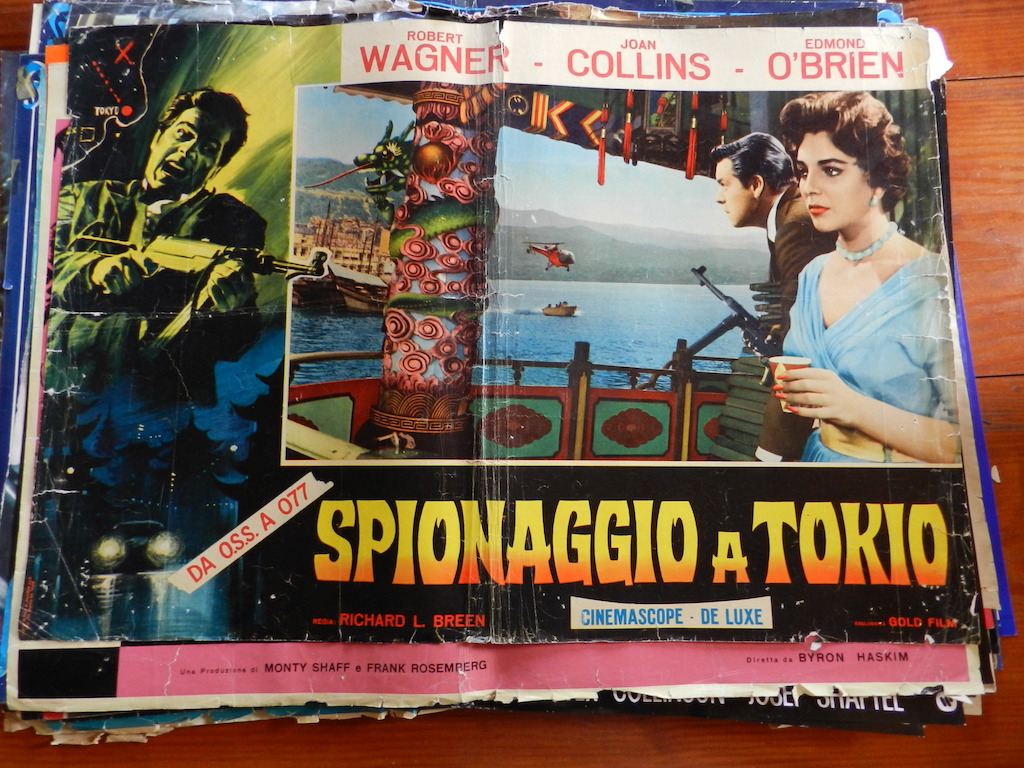 ROBERT
WAGNER - 
JOAN
COLLINS - 
EDMOND
O'BRIEN
TOKYO
DA O.S.S. A 077
SPIONAGGIO A TOKIO
REGIA: RICHARD L. BREEN
CINEMASCOPE - DE LUXE
GOLD FILM
Una Produzione di MONTY SHAFF e FRANK ROSEMBERG
Diretta da BYRON HASKIM
COLLINSON JOSEF SHAFTEL